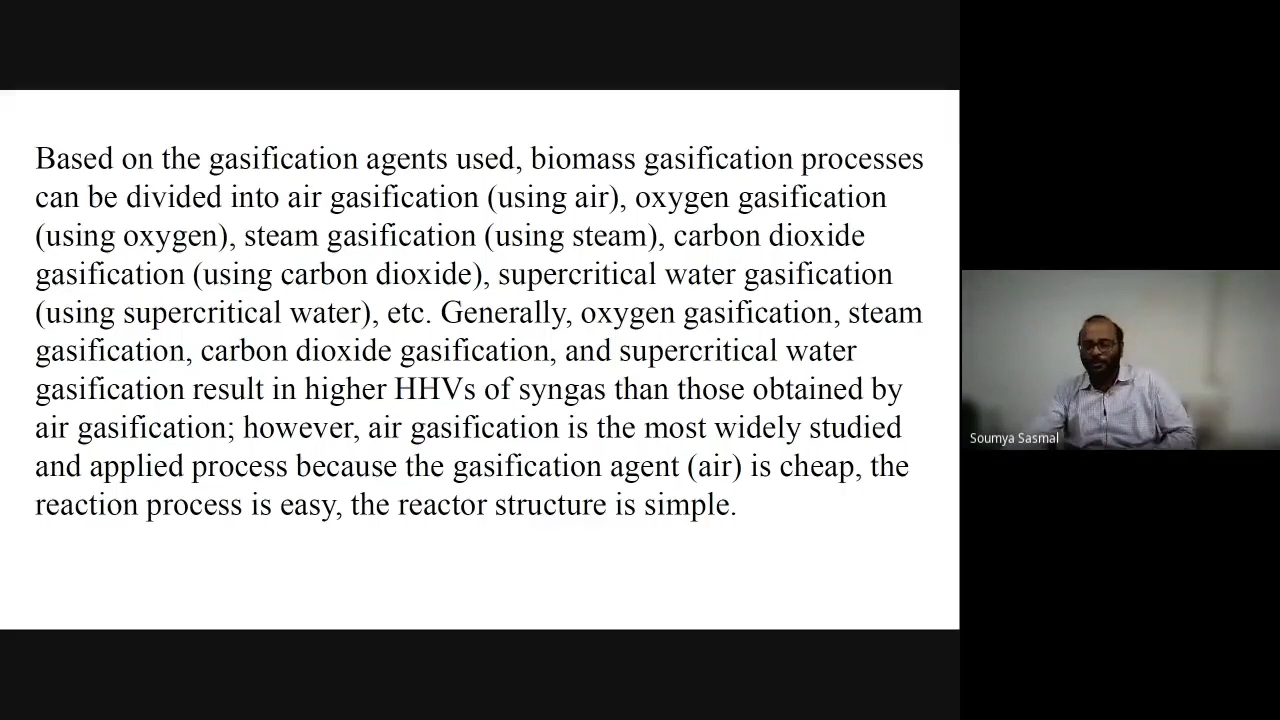 Based on the gasification agents used, biomass gasification processes
can be divided into air gasification (using air), oxygen gasification
(using oxygen), steam gasification (using steam), carbon dioxide
gasification (using carbon dioxide), supercritical water gasification
(using supercritical water), etc. Generally, oxygen gasification, steam
gasification, carbon dioxide gasification, and supercritical water
gasification result in higher HHVs of syngas than those obtained by
air gasification; however, air gasification is the most widely studied
and applied process because the gasification agent (air) is cheap, the
reaction process is easy, the reactor structure is simple.
Soumya Sasmal